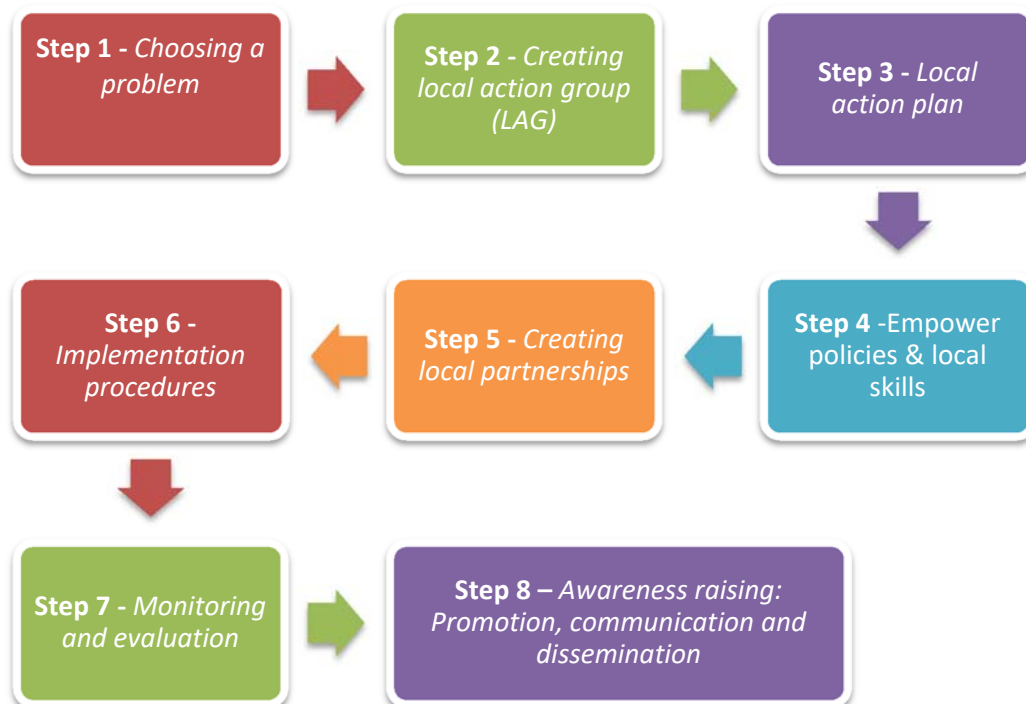 Step 1 - Choosing a
problem
Step 2 - Creating
local action group
(LAG)
Step 3 - Local
action plan
Step 4 -Empower
policies & local
skills
Step 5 - Creating
local partnerships
Step 6 -
Implementation
procedures
Step 7 - Monitoring
and evaluation
Step 8 – Awareness raising:
Promotion, communication and
dissemination